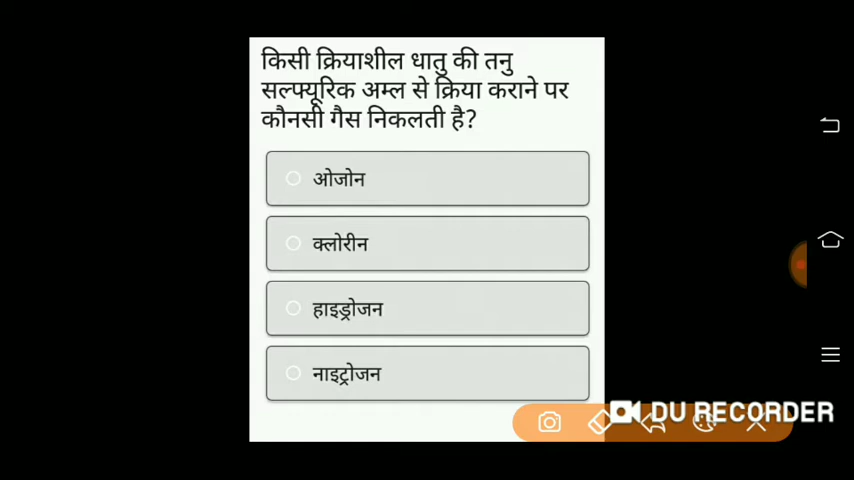 किसी क्रियाशील धातु की तनु
सल्फ्यूरिक अम्ल से क्रिया कराने पर
कौनसी गैस निकलती है?
ओजोन
क्लोरीन
हाइड्रोजन
नाइट्रोजन
DU RECORDER